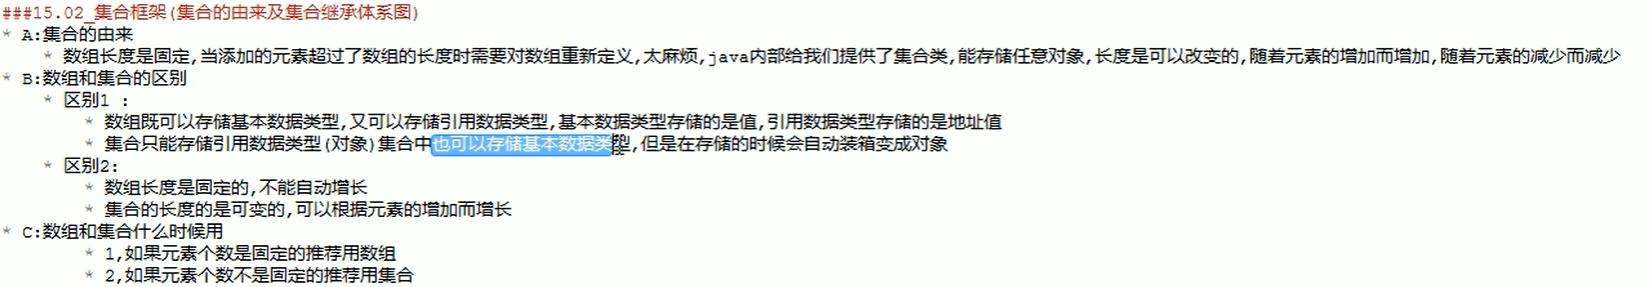 ###15.02_集合框架(集合的由来及集合继承体系图)
* A:集合的由来
* 数组长度是固定,当添加的元素超过了数组的长度时需要对数组重新定义,太麻烦,java内部给我们提供了集合类,能存储任意对象,长度是可以改变的,随着元素的增加而增加,随着元素的减少而减少
* B:数组和集合的区别
* 区别1 :
* 数组既可以存储基本数据类型,又可以存储引用数据类型,基本数据类型存储的是值,引用数据类型存储的是地址值
* 集合只能存储引用数据类型(对象)集合中也可以存储基本数据类型,但是在存储的时候会自动装箱变成对象
* 区别2:
* 数组长度是固定的,不能自动增长
* 集合的长度的是可变的,可以根据元素的增加而增长
* C:数组和集合什么时候用
* 1,如果元素个数是固定的推荐用数组
* 2,如果元素个数不是固定的推荐用集合